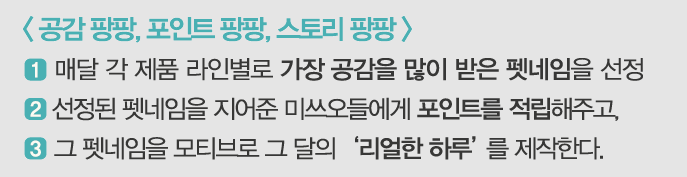 < 공감 팡팡, 포인트 팡팡, 스토리 팡팡 >
1 매달 각 제품 라인별로 가장 공감을 많이 받은 펫네임을 선정
2 선정된 펫네임을 지어준 미쓰오들에게 포인트를 적립해주고,
3 그 펫네임을 모티브로 그 달의 ‘리얼한 하루’를 제작한다.